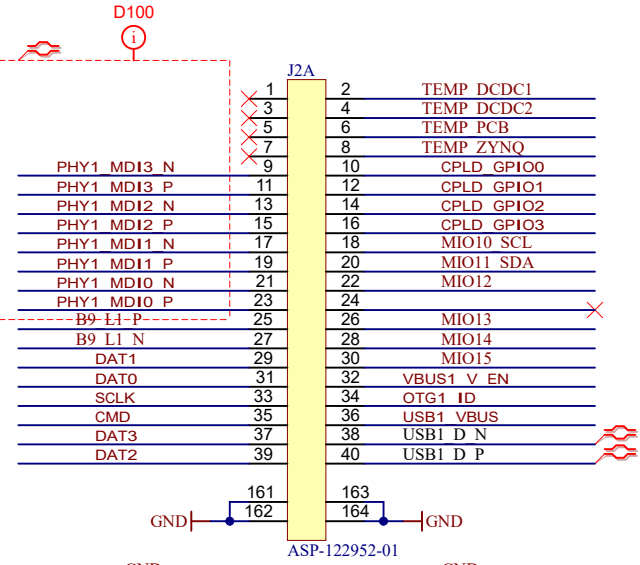 D100
i
J2A
1 2 TEMP_DCDC1
3 4 TEMP_DCDC2
5 6 TEMP_PCB
7 8 TEMP_ZYNQ
PHY1_MDI3_N 9 10 CPLD_GPIO0
PHY1_MDI3_P 11 12 CPLD_GPIO1
PHY1_MDI2_N 13 14 CPLD_GPIO2
PHY1_MDI2_P 15 16 CPLD_GPIO3
PHY1_MDI1_N 17 18 MIO10_SCL
PHY1_MDI1_P 19 20 MIO11_SDA
PHY1_MDI0_N 21 22 MIO12
PHY1_MDI0_P 23 24
B9_L1_P 25 26 MIO13
B9_L1_N 27 28 MIO14
DAT1 29 30 MIO15
DAT0 31 32 VBUS1_V_EN
SCLK 33 34 OTG1_ID
CMD 35 36 USB1_VBUS
DAT3 37 38 USB1_D_N
DAT2 39 40 USB1_D_P
161 163
GND 162 164 GND
ASP-122952-01